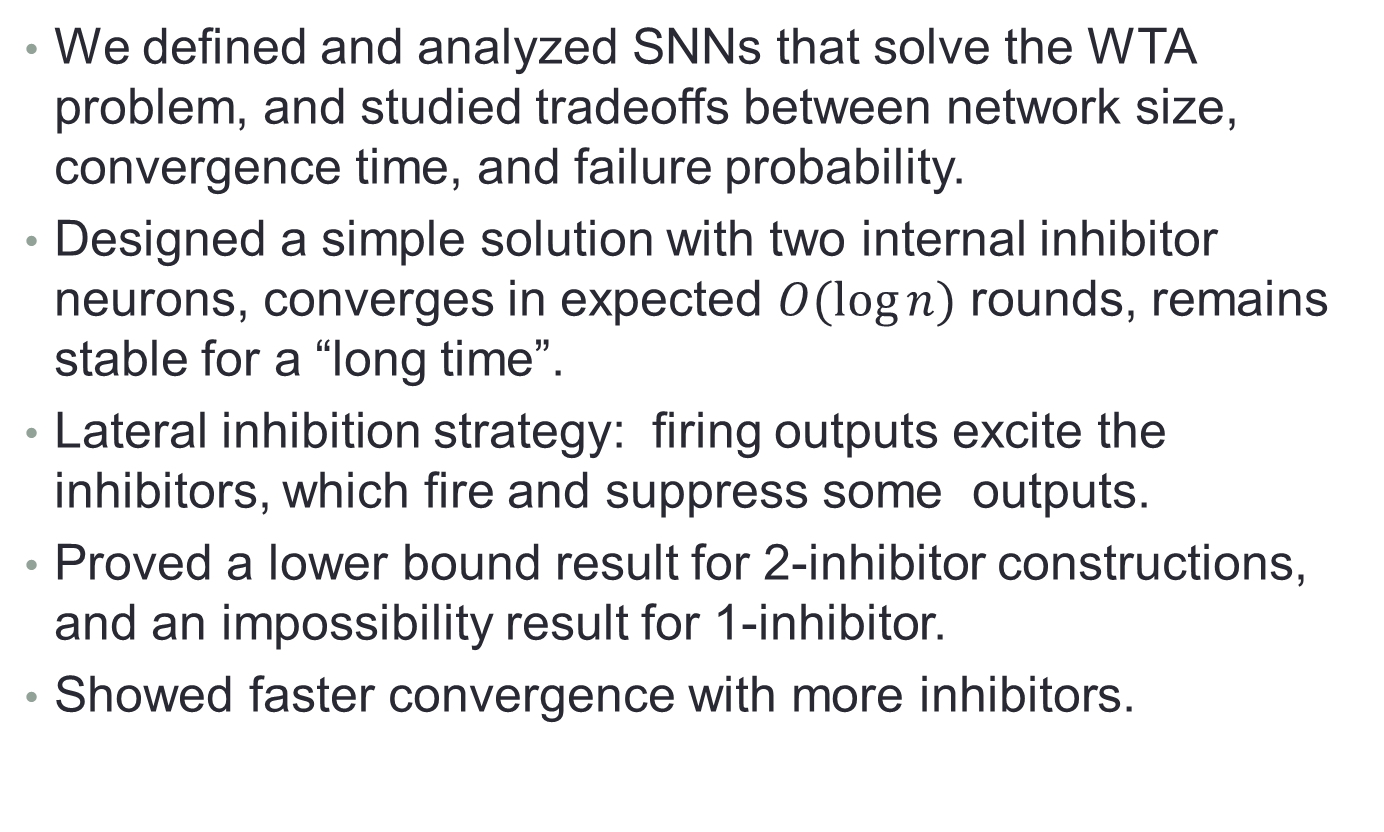 • We defined and analyzed SNNs that solve the WTA
problem, and studied tradeoffs between network size,
convergence time, and failure probability.
• Designed a simple solution with two internal inhibitor
neurons, converges in expected 𝑂(log 𝑛) rounds, remains
stable for a “long time”.
• Lateral inhibition strategy:  firing outputs excite the
inhibitors, which fire and suppress some  outputs.
• Proved a lower bound result for 2-inhibitor constructions,
and an impossibility result for 1-inhibitor.
• Showed faster convergence with more inhibitors.